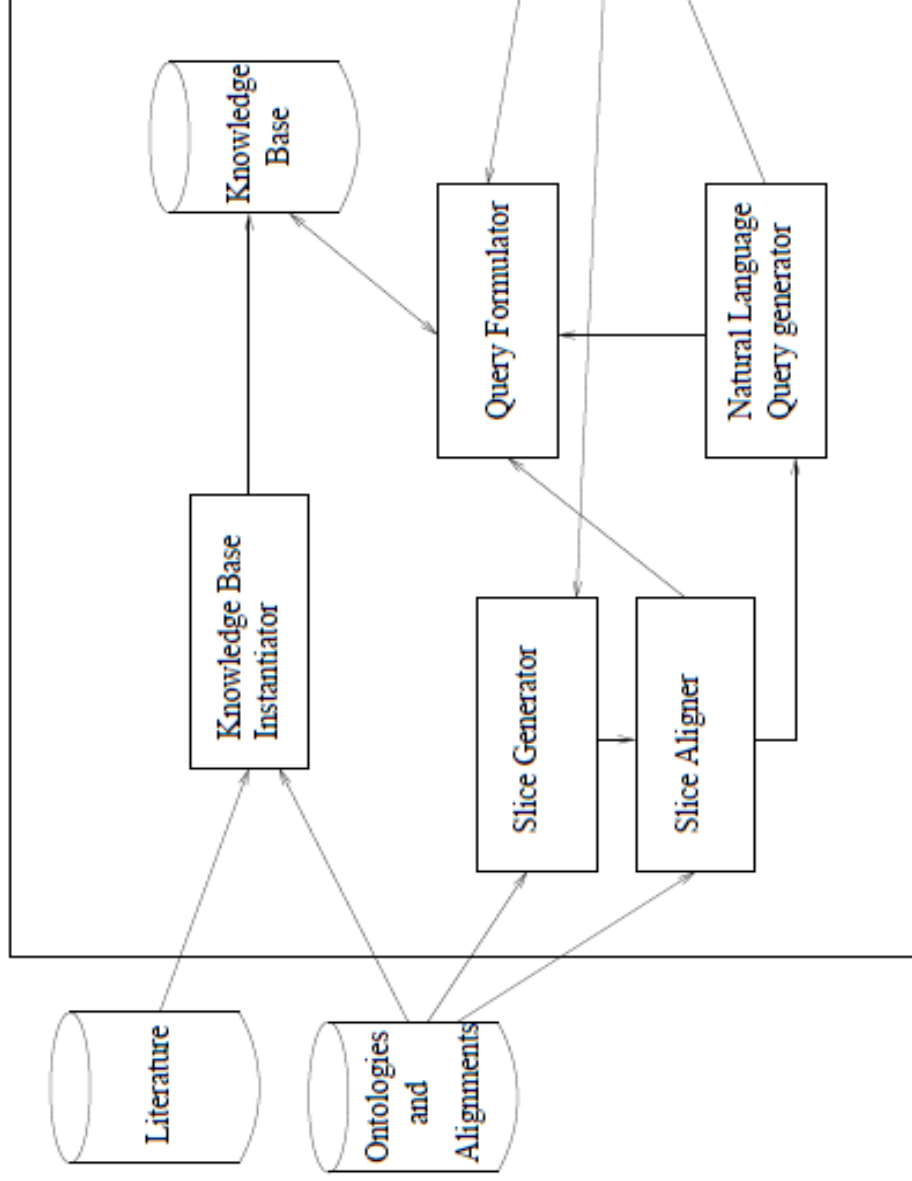 Literature
Ontologies
and
Alignments
Knowledge Base
Instantiator
Knowledge
Base
Slice Generator
Slice Aligner
Query Formulator
Natural Language
Query generator